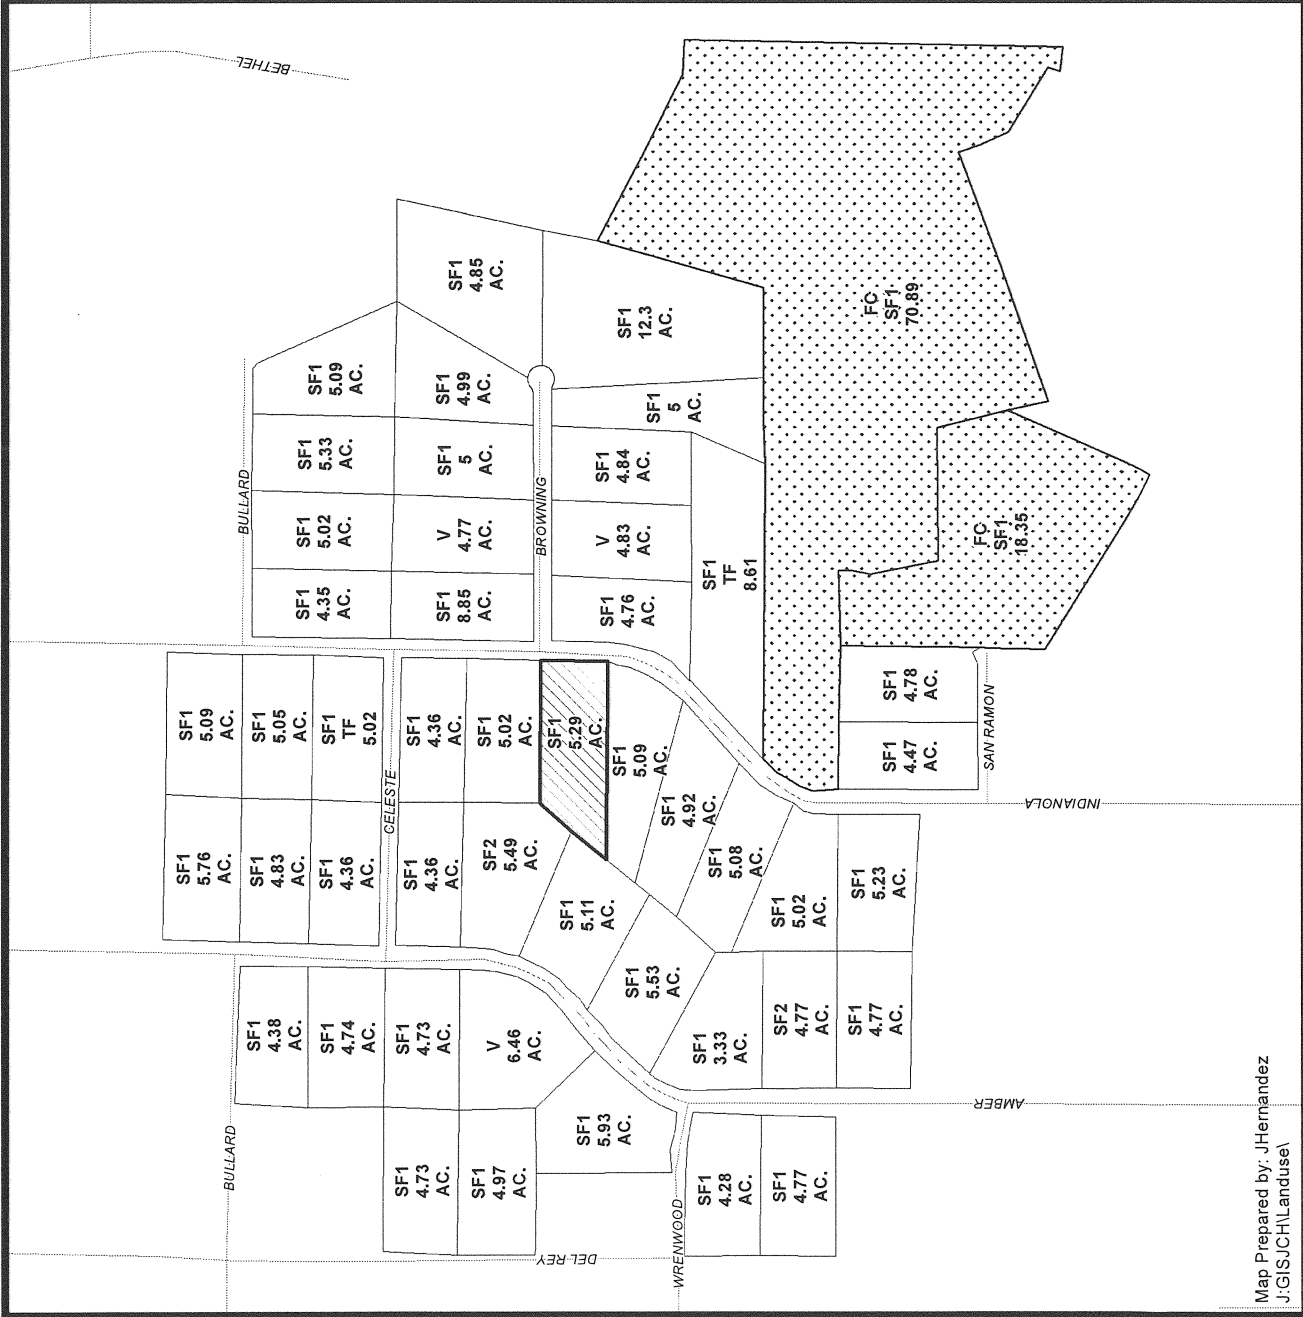 BULLARD
SF1
4.38
AC.
SF1
4.74
AC.
SF1
4.73
AC.
V
6.46
AC.
SF1
4.73
AC.
SF1
4.97
AC.
SF1
5.93
AC.
DEL REY
WRENWOOD
SF1
4.28
AC.
SF1
4.77
AC.
AMBER
SF1
5.76
AC.
SF1
5.09
AC.
SF1
4.83
AC.
SF1
5.05
AC.
SF1
4.36
AC.
SF1
TF
5.02
CELESTE
SF1
4.36
AC.
SF1
4.36
AC.
SF2
5.49
AC.
SF1
5.02
AC.
SF1
5.29
AC.
SF1
5.11
AC.
SF1
5.09
AC.
SF1
5.53
AC.
SF1
4.92
AC.
SF1
3.33
AC.
SF1
5.08
AC.
SF2
4.77
AC.
SF1
5.02
AC.
SF1
4.77
AC.
SF1
5.23
AC.
INDIANOLA
BULLARD
BETHEL
SF1
4.35
AC.
SF1
5.02
AC.
SF1
5.33
AC.
SF1
5.09
AC.
SF1
8.85
AC.
V
4.77
AC.
SF1
5
AC.
SF1
4.99
AC.
SF1
4.85
AC.
BROWNING
SF1
4.76
AC.
V
4.83
AC.
SF1
4.84
AC.
SF1
5
AC.
SF1
12.3
AC.
SF1
TF
8.61
FC
SF1
70.89
FC
SF1
18.35
SF1
4.47
AC.
SF1
4.78
AC.
SAN RAMON
Map Prepared by: JHernandez
J:GISJCH\Landuse\